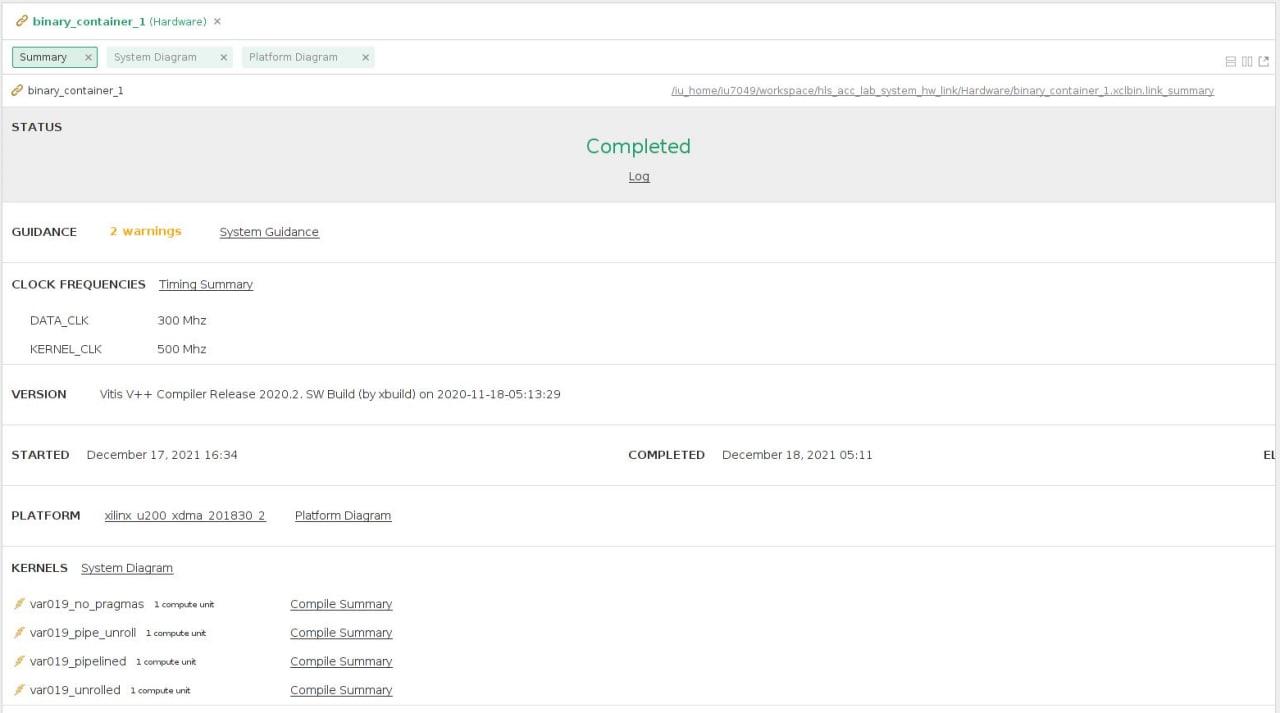 binary_container_1 (Hardware) ×
Summary × System Diagram × Platform Diagram ×
binary_container_1 /iu_home/iu7049/workspace/hls_acc_lab_system_hw_link/Hardware/binary_container_1.xclbin.link_summary
STATUS
Completed
Log
GUIDANCE 2 warnings System Guidance
CLOCK FREQUENCIES Timing Summary
DATA_CLK 300 Mhz
KERNEL_CLK 500 Mhz
VERSION Vitis V++ Compiler Release 2020.2. SW Build (by xbuild) on 2020-11-18-05:13:29
STARTED December 17, 2021 16:34 COMPLETED December 18, 2021 05:11 EL
PLATFORM xilinx_u200_xdma_201830_2 Platform Diagram
KERNELS System Diagram
var019_no_pragmas 1 compute unit Compile Summary
var019_pipe_unroll 1 compute unit Compile Summary
var019_pipelined 1 compute unit Compile Summary
var019_unrolled 1 compute unit Compile Summary